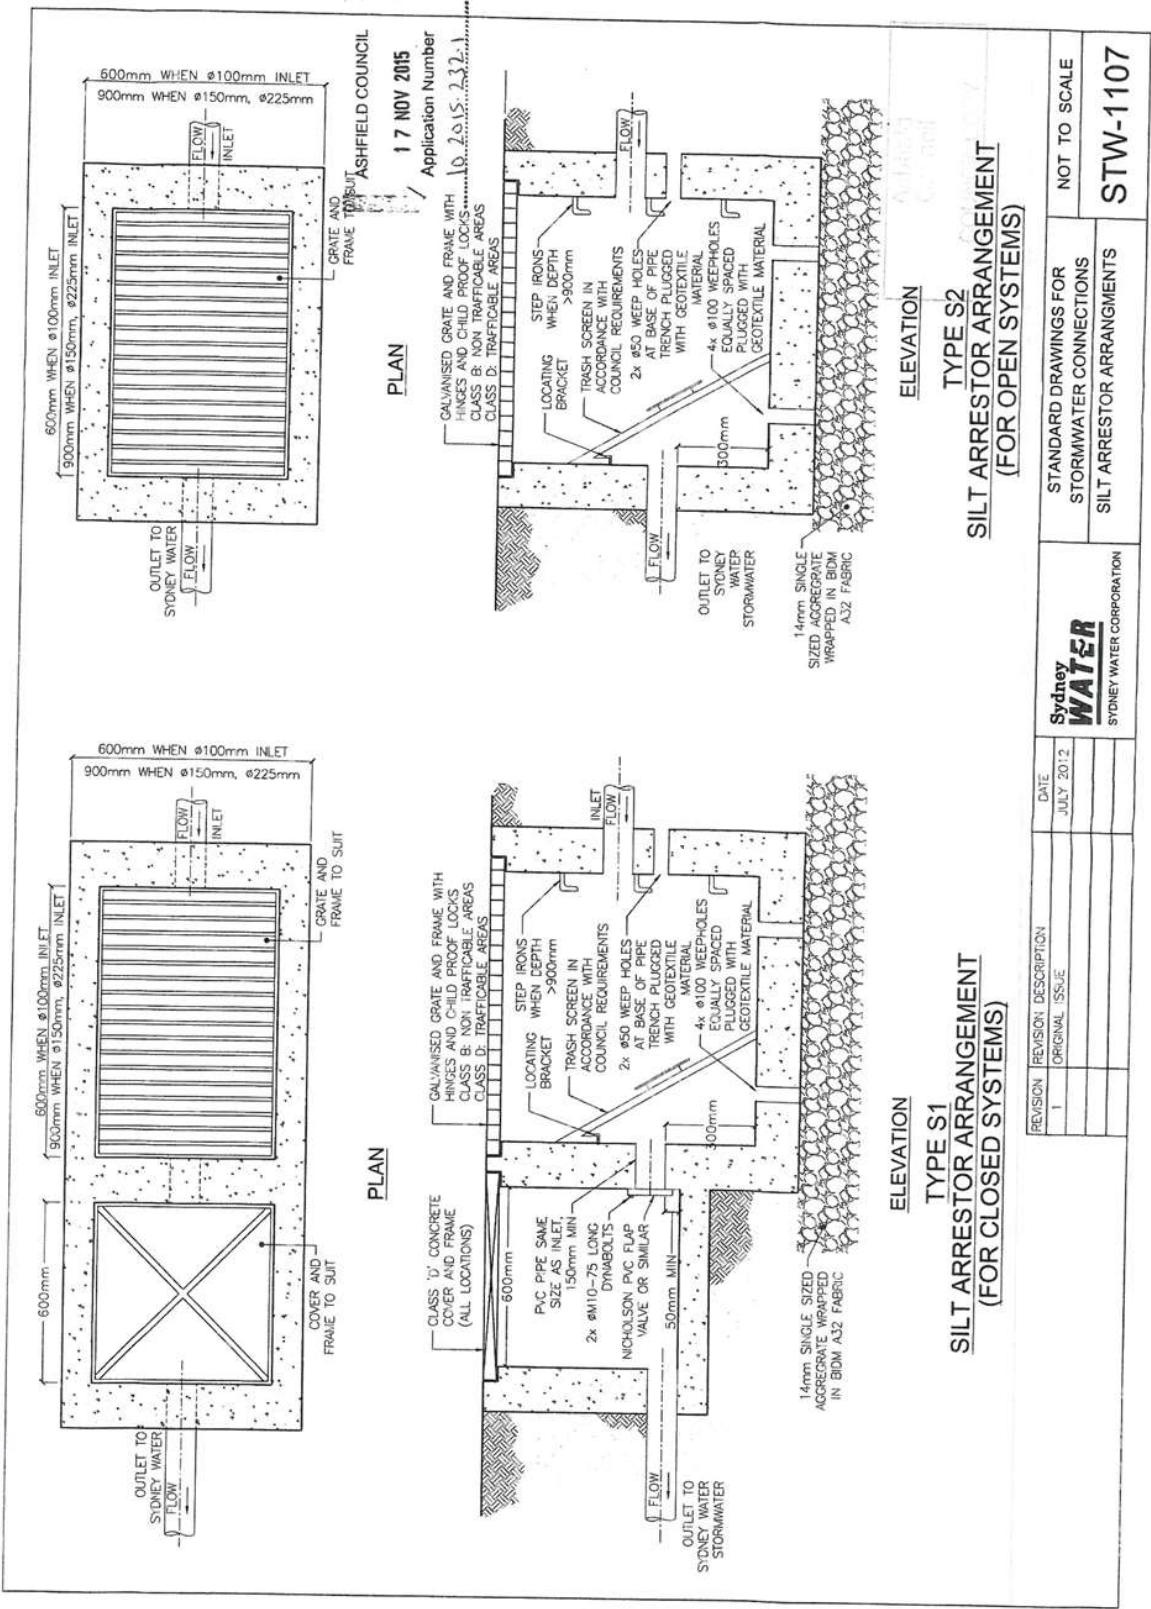 600mm WHEN ø100mm INLET
900mm WHEN ø150mm, ø225mm INLET
600mm
600mm WHEN ø100mm INLET
900mm WHEN ø150mm, ø225mm
OUTLET TO
SYDNEY WATER
FLOW
FLOW
INLET
COVER AND
FRAME TO SUIT
GRATE AND
FRAME TO SUIT
PLAN
CLASS 'D' CONCRETE
COVER AND FRAME
(ALL LOCATIONS)
GALVANISED GRATE AND FRAME WITH
HINGES AND CHILD PROOF LOCKS
CLASS B: NON TRAFFICABLE AREAS
CLASS D: TRAFFICABLE AREAS
600mm
PVC PIPE SAME
SIZE AS INLET,
150mm MIN
2x øM10-75 LONG
DYNABOLTS
NICHOLSON PVC FLAP
VALVE OR SIMILAR
50mm MIN
LOCATING
BRACKET
STEP IRONS
WHEN DEPTH
>900mm
TRASH SCREEN IN
ACCORDANCE WITH
COUNCIL REQUIREMENTS
2x ø50 WEEP HOLES
AT BASE OF PIPE
TRENCH PLUGGED
WITH GEOTEXTILE
MATERIAL
4x ø100 WEEPHOLES
EQUALLY SPACED
PLUGGED WITH
GEOTEXTILE MATERIAL
300mm
INLET
FLOW
FLOW
OUTLET TO
SYDNEY WATER
STORMWATER
14mm SINGLE SIZED
AGGREGRATE WRAPPED
IN BIDM A32 FABRIC
ELEVATION
TYPE S1
SILT ARRESTOR ARRANGEMENT
(FOR CLOSED SYSTEMS)
600mm WHEN ø100mm INLET
900mm WHEN ø150mm, ø225mm INLET
600mm WHEN ø100mm INLET
900mm WHEN ø150mm, ø225mm
OUTLET TO
SYDNEY WATER
FLOW
FLOW
INLET
GRATE AND
FRAME TO SUIT
ASHFIELD COUNCIL
17 NOV 2015
Application Number
10.2015.232.1
PLAN
GALVANISED GRATE AND FRAME WITH
HINGES AND CHILD PROOF LOCKS
CLASS B: NON TRAFFICABLE AREAS
CLASS D: TRAFFICABLE AREAS
LOCATING
BRACKET
STEP IRONS
WHEN DEPTH
>900mm
TRASH SCREEN IN
ACCORDANCE WITH
COUNCIL REQUIREMENTS
2x ø50 WEEP HOLES
AT BASE OF PIPE
TRENCH PLUGGED
WITH GEOTEXTILE
MATERIAL
4x ø100 WEEPHOLES
EQUALLY SPACED
PLUGGED WITH
GEOTEXTILE MATERIAL
300mm
FLOW
FLOW
OUTLET TO
SYDNEY
WATER
STORMWATER
14mm SINGLE
SIZED AGGREGRATE
WRAPPED IN BIDM
A32 FABRIC
ELEVATION
TYPE S2
SILT ARRESTOR ARRANGEMENT
(FOR OPEN SYSTEMS)
REVISION
REVISION DESCRIPTION
DATE
1
ORIGINAL ISSUE
JULY 2012
Sydney
WATER
SYDNEY WATER CORPORATION
STANDARD DRAWINGS FOR
STORMWATER CONNECTIONS
SILT ARRESTOR ARRANGMENTS
NOT TO SCALE
STW-1107